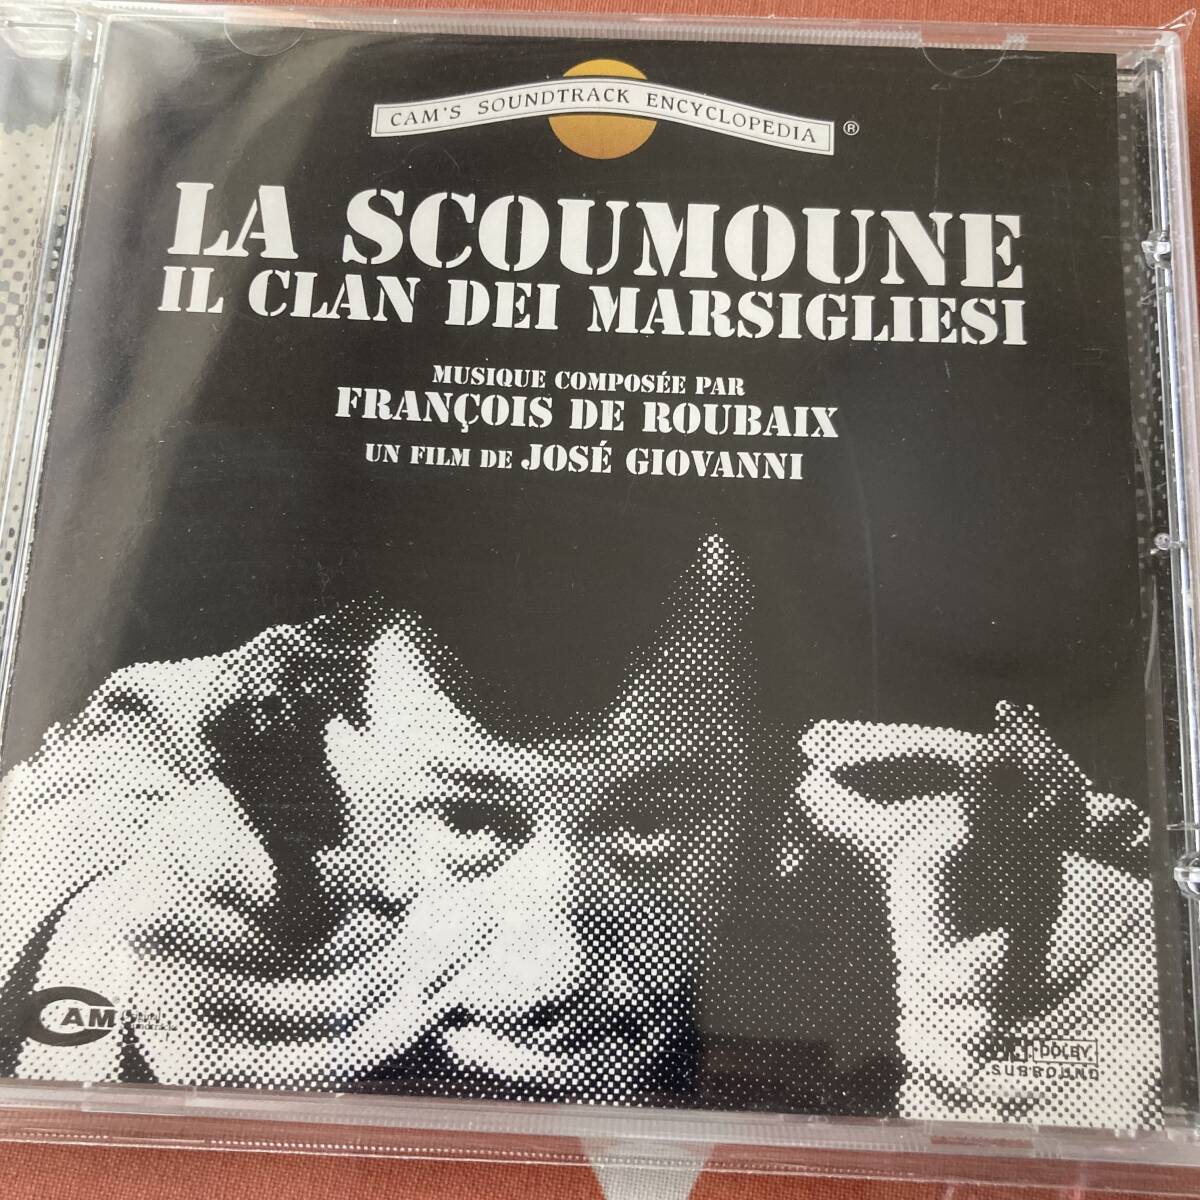 CAM'S SOUNDTRACK ENCYCLOPEDIA ®
LA SCOUMOUNE
IL CLAN DEI MARSIGLIESI
MUSIQUE COMPOSÉE PAR
FRANÇOIS DE ROUBAIX
UN FILM DE JOSÉ GIOVANNI
CAM
DOLBY
SURROUND